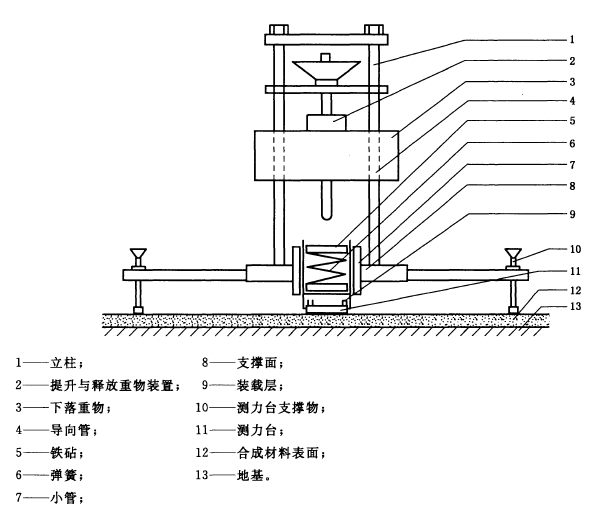 1
2
3
4
5
6
7
8
9
10
11
12
13
1——立柱； 8——支撑面；
2——提升与释放重物装置； 9——装载层；
3——下落重物； 10——测力台支撑物；
4——导向管； 11——测力台；
5——铁砧； 12——合成材料表面；
6——弹簧； 13——地基。
7——小管；